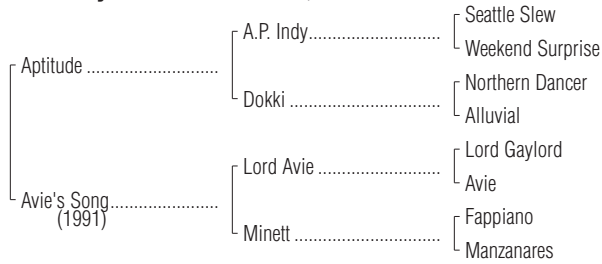 Seattle Slew
A.P. Indy
Weekend Surprise
Aptitude
Northern Dancer
Dokki
Alluvial
Lord Gaylord
Lord Avie
Avie
Avie's Song
(1991)
Fappiano
Minett
Manzanares